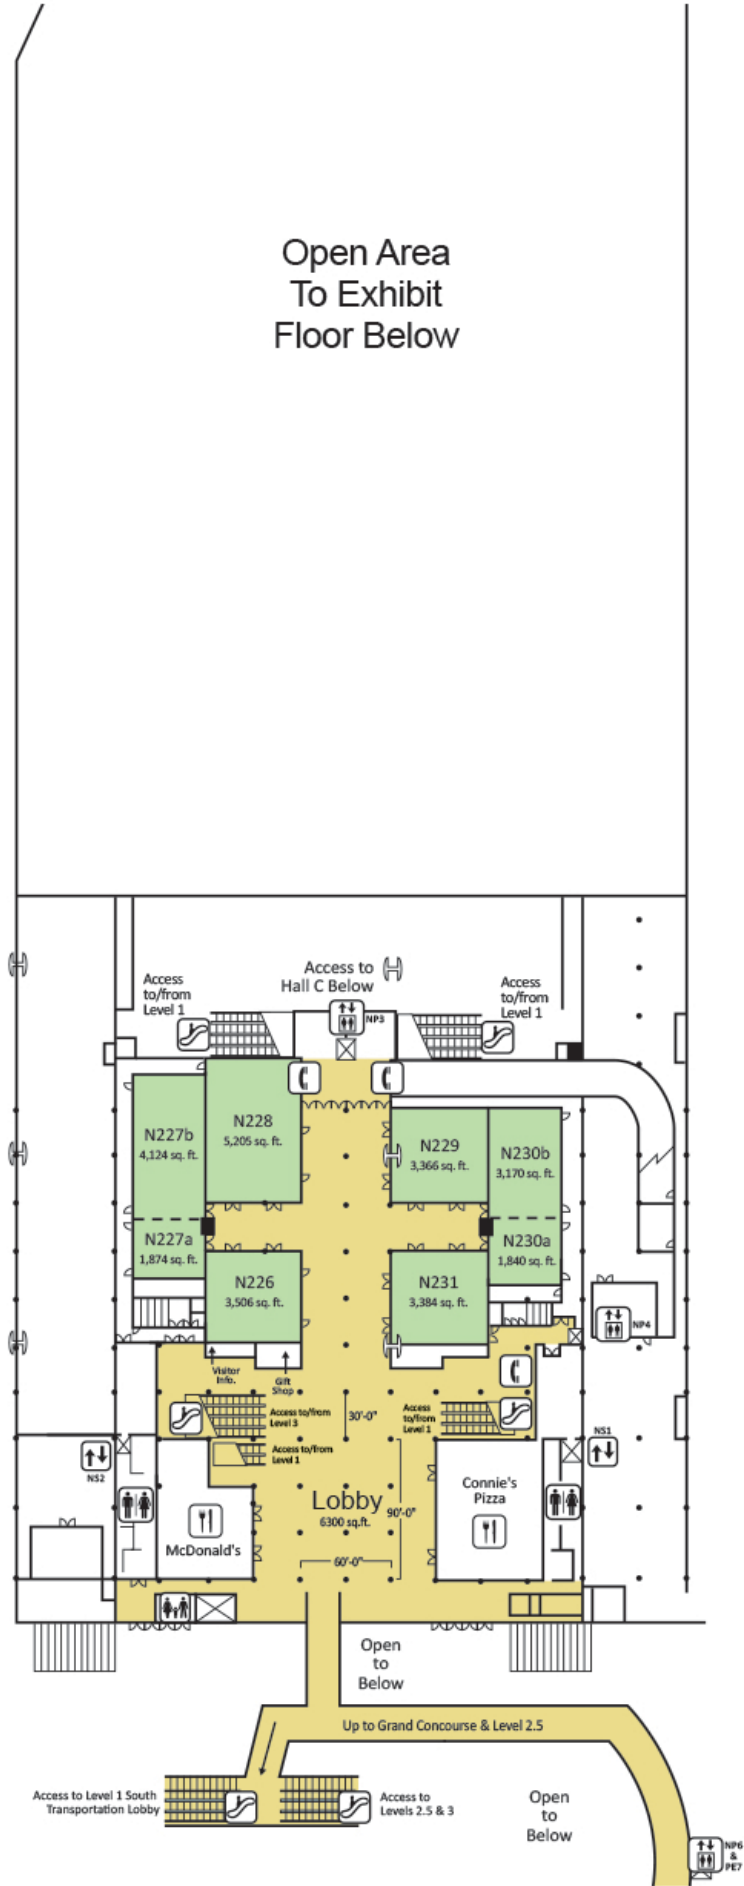 Open Area
To Exhibit
Floor Below
Access to
Hall C Below
Access
to/from
Level 1
Access
to/from
Level 1
NP3
N228
5,205 sq. ft.
N227b
4,124 sq. ft.
N229
3,366 sq. ft.
N230b
3,170 sq. ft.
N227a
1,874 sq. ft.
N230a
1,840 sq. ft.
N226
3,506 sq. ft.
N231
3,384 sq. ft.
NP4
Visitor
Info.
Gift
Shop
Access to/from
Level 3
30'-0"
Access
to/from
Level 1
Access to/from
Level 1
NS2
NS1
Connie's
Pizza
Lobby
6300 sq.ft.
90'-0"
McDonald's
60'-0"
Open
to
Below
Up to Grand Concourse & Level 2.5
Access to Level 1 South
Transportation Lobby
Access to
Levels 2.5 & 3
Open
to
Below
NP6
&
PE7